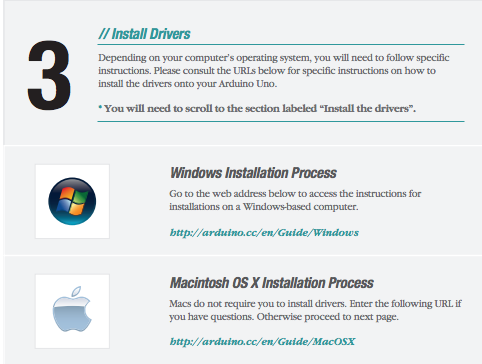 3
// Install Drivers
Depending on your computer's operating system, you will need to follow specific
instructions. Please consult the URLs below for specific instructions on how to
install the drivers onto your Arduino Uno.
* You will need to scroll to the section labeled “Install the drivers”.
Windows Installation Process
Go to the web address below to access the instructions for
installations on a Windows-based computer.
http://arduino.cc/en/Guide/Windows
Macintosh OS X Installation Process
Macs do not require you to install drivers. Enter the following URL if
you have questions. Otherwise proceed to next page.
http://arduino.cc/en/Guide/MacOSX